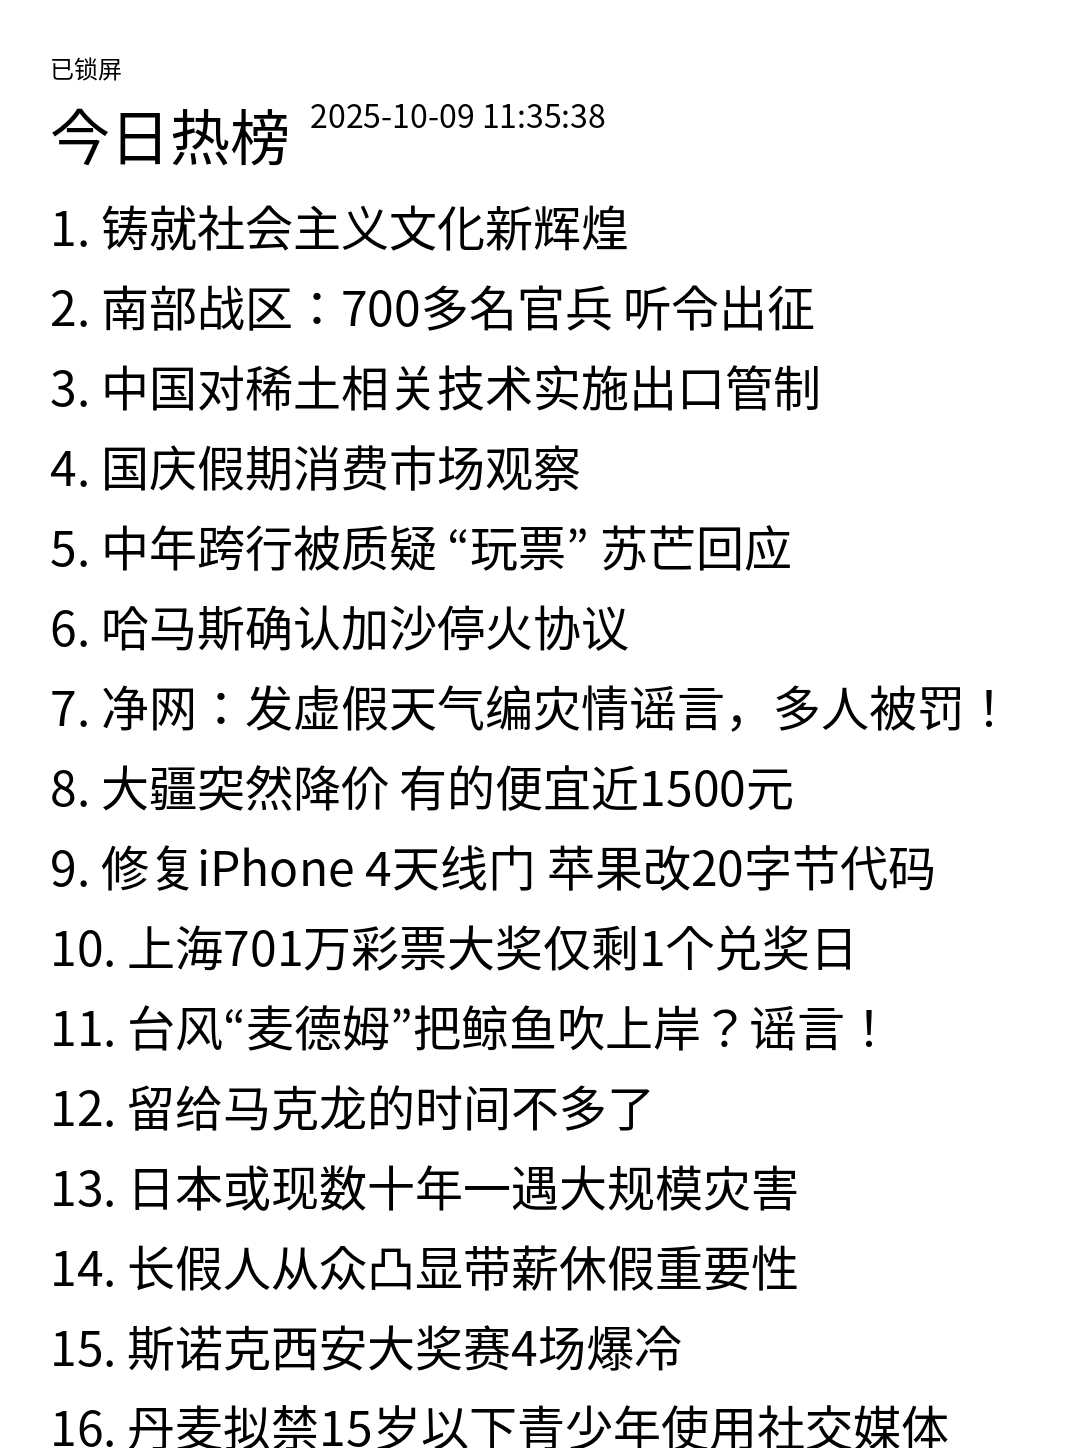 已锁屏
今日热榜 2025-10-09 11:35:38
1. 铸就社会主义文化新辉煌
2. 南部战区：700多名官兵 听令出征
3. 中国对稀土相关技术实施出口管制
4. 国庆假期消费市场观察
5. 中年跨行被质疑 “玩票” 苏芒回应
6. 哈马斯确认加沙停火协议
7. 净网：发虚假天气编灾情谣言，多人被罚！
8. 大疆突然降价 有的便宜近1500元
9. 修复iPhone 4天线门 苹果改20字节代码
10. 上海701万彩票大奖仅剩1个兑奖日
11. 台风“麦德姆”把鲸鱼吹上岸？谣言！
12. 留给马克龙的时间不多了
13. 日本或现数十年一遇大规模灾害
14. 长假人从众凸显带薪休假重要性
15. 斯诺克西安大奖赛4场爆冷
16. 丹麦拟禁15岁以下青少年使用社交媒体